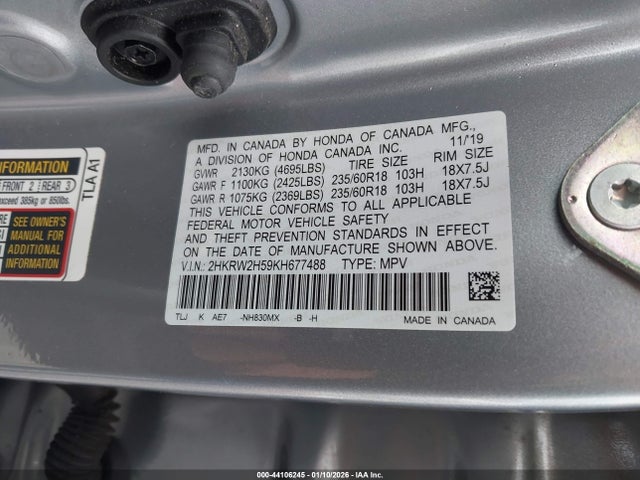 MFD. IN CANADA BY HONDA OF CANADA MFG.,
A DIVISION OF HONDA CANADA INC. 11/19
GVWR 2130KG (4695LBS) TIRE SIZE RIM SIZE
GAWR F 1100KG (2425LBS) 235/60R18 103H 18X7.5J
GAWR R 1075KG (2369LBS) 235/60R18 103H 18X7.5J
THIS VEHICLE CONFORMS TO ALL APPLICABLE
FEDERAL MOTOR VEHICLE SAFETY
AND THEFT PREVENTION STANDARDS IN EFFECT
ON THE DATE OF MANUFACTURE SHOWN ABOVE.
V.I.N.: 2HKRW2H59KH677488 TYPE: MPV
TLJ K AE7 -NH830MX -B -H MADE IN CANADA
INFORMATION
FRONT 2 REAR 3
exceed 385kg or 850lbs.
SEE OWNER'S
MANUAL FOR
ADDITIONAL
INFORMATION
TLA A1
000-44106245 - 01/10/2026 - IAA Inc.